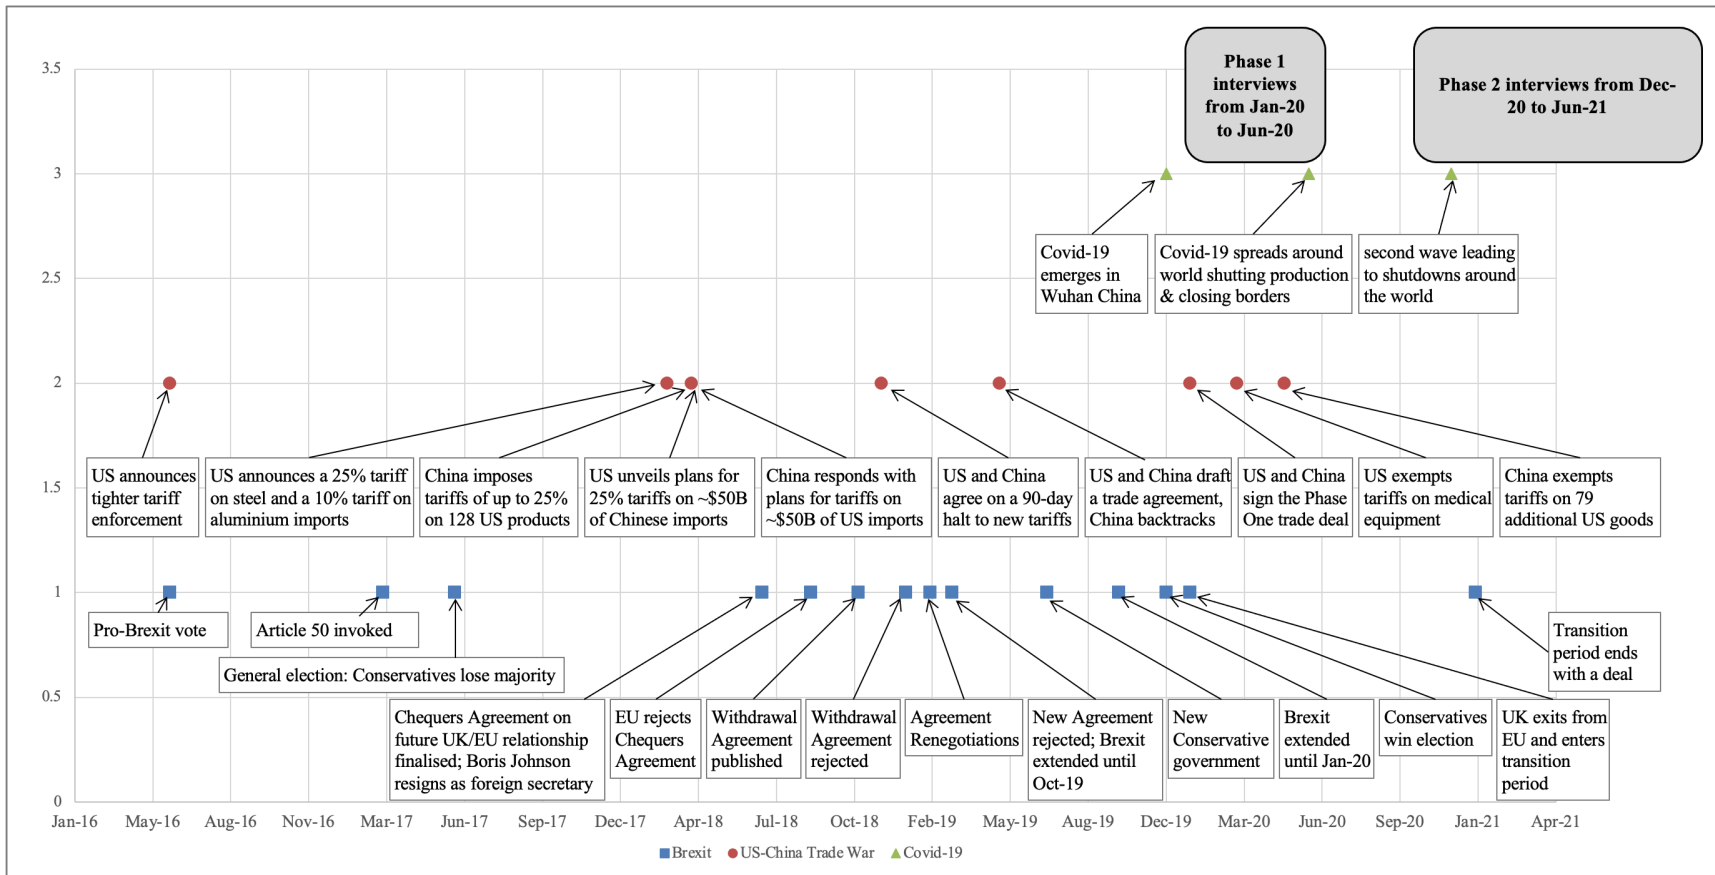 Phase 1
interviews
from Jan-20
to Jun-20
Phase 2 interviews from Dec-
20 to Jun-21
3.5
3
2.5
2
1.5
1
0.5
0
Covid-19
emerges in
Wuhan China
Covid-19 spreads around
world shutting production
& closing borders
second wave leading
to shutdowns around
the world
US announces
tighter tariff
enforcement
US announces a 25% tariff
on steel and a 10% tariff on
aluminium imports
China imposes
tariffs of up to 25%
on 128 US products
US unveils plans for
25% tariffs on ~$50B
of Chinese imports
China responds with
plans for tariffs on
~$50B of US imports
US and China
agree on a 90-day
halt to new tariffs
US and China draft
a trade agreement,
China backtracks
US and China
sign the Phase
One trade deal
US exempts
tariffs on medical
equipment
China exempts
tariffs on 79
additional US goods
Pro-Brexit vote
Article 50 invoked
General election: Conservatives lose majority
Transition
period ends
with a deal
Chequers Agreement on
future UK/EU relationship
finalised; Boris Johnson
resigns as foreign secretary
EU rejects
Chequers
Agreement
Withdrawal
Agreement
published
Withdrawal
Agreement
rejected
Agreement
Renegotiations
New Agreement
rejected; Brexit
extended until
Oct-19
New
Conservative
government
Brexit
extended
until Jan-20
Conservatives
win election
UK exits from
EU and enters
transition
period
Jan-16 May-16 Aug-16 Nov-16 Mar-17 Jun-17 Sep-17 Dec-17 Apr-18 Jul-18 Oct-18 Feb-19 May-19 Aug-19 Dec-19 Mar-20 Jun-20 Sep-20 Jan-21 Apr-21
Brexit US-China Trade War Covid-19